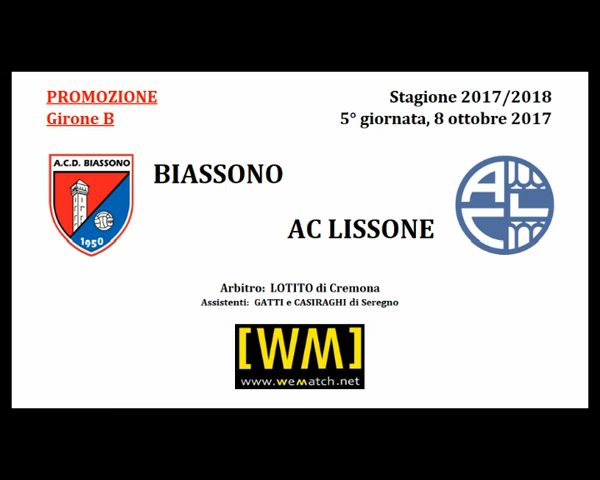 PROMOZIONE
Girone B
Stagione 2017/2018
5° giornata, 8 ottobre 2017
A.C.D. BIASSONO
1950
BIASSONO
AC LISSONE
ACL
Arbitro: LOTITO di Cremona
Assistenti: GATTI e CASIRAGHI di Seregno
[WM]
www.wematch.net